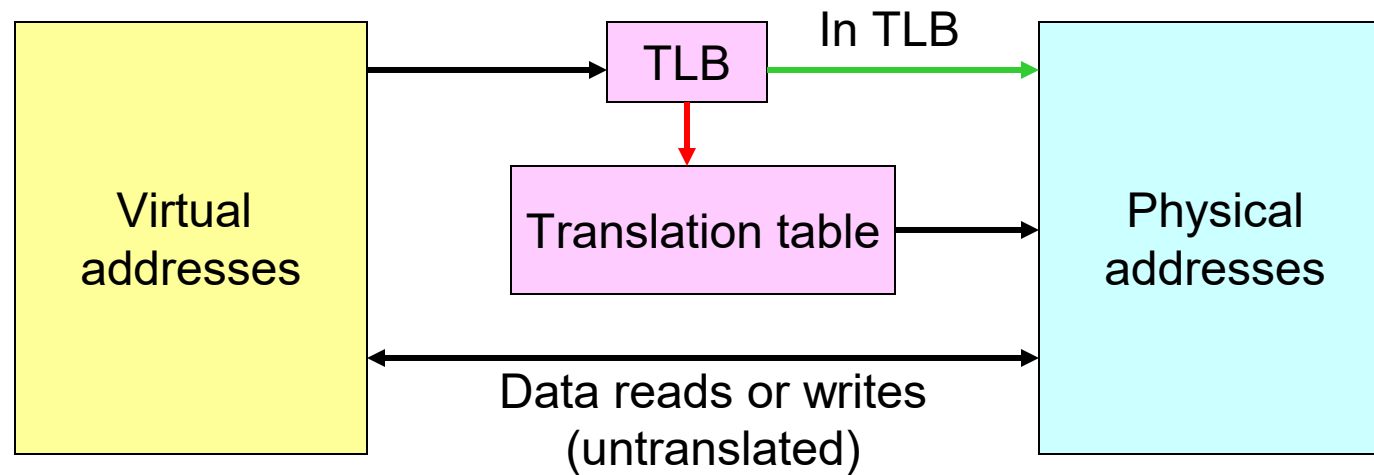 In TLB
TLB
Virtual
addresses
Translation table
Physical
addresses
Data reads or writes
(untranslated)